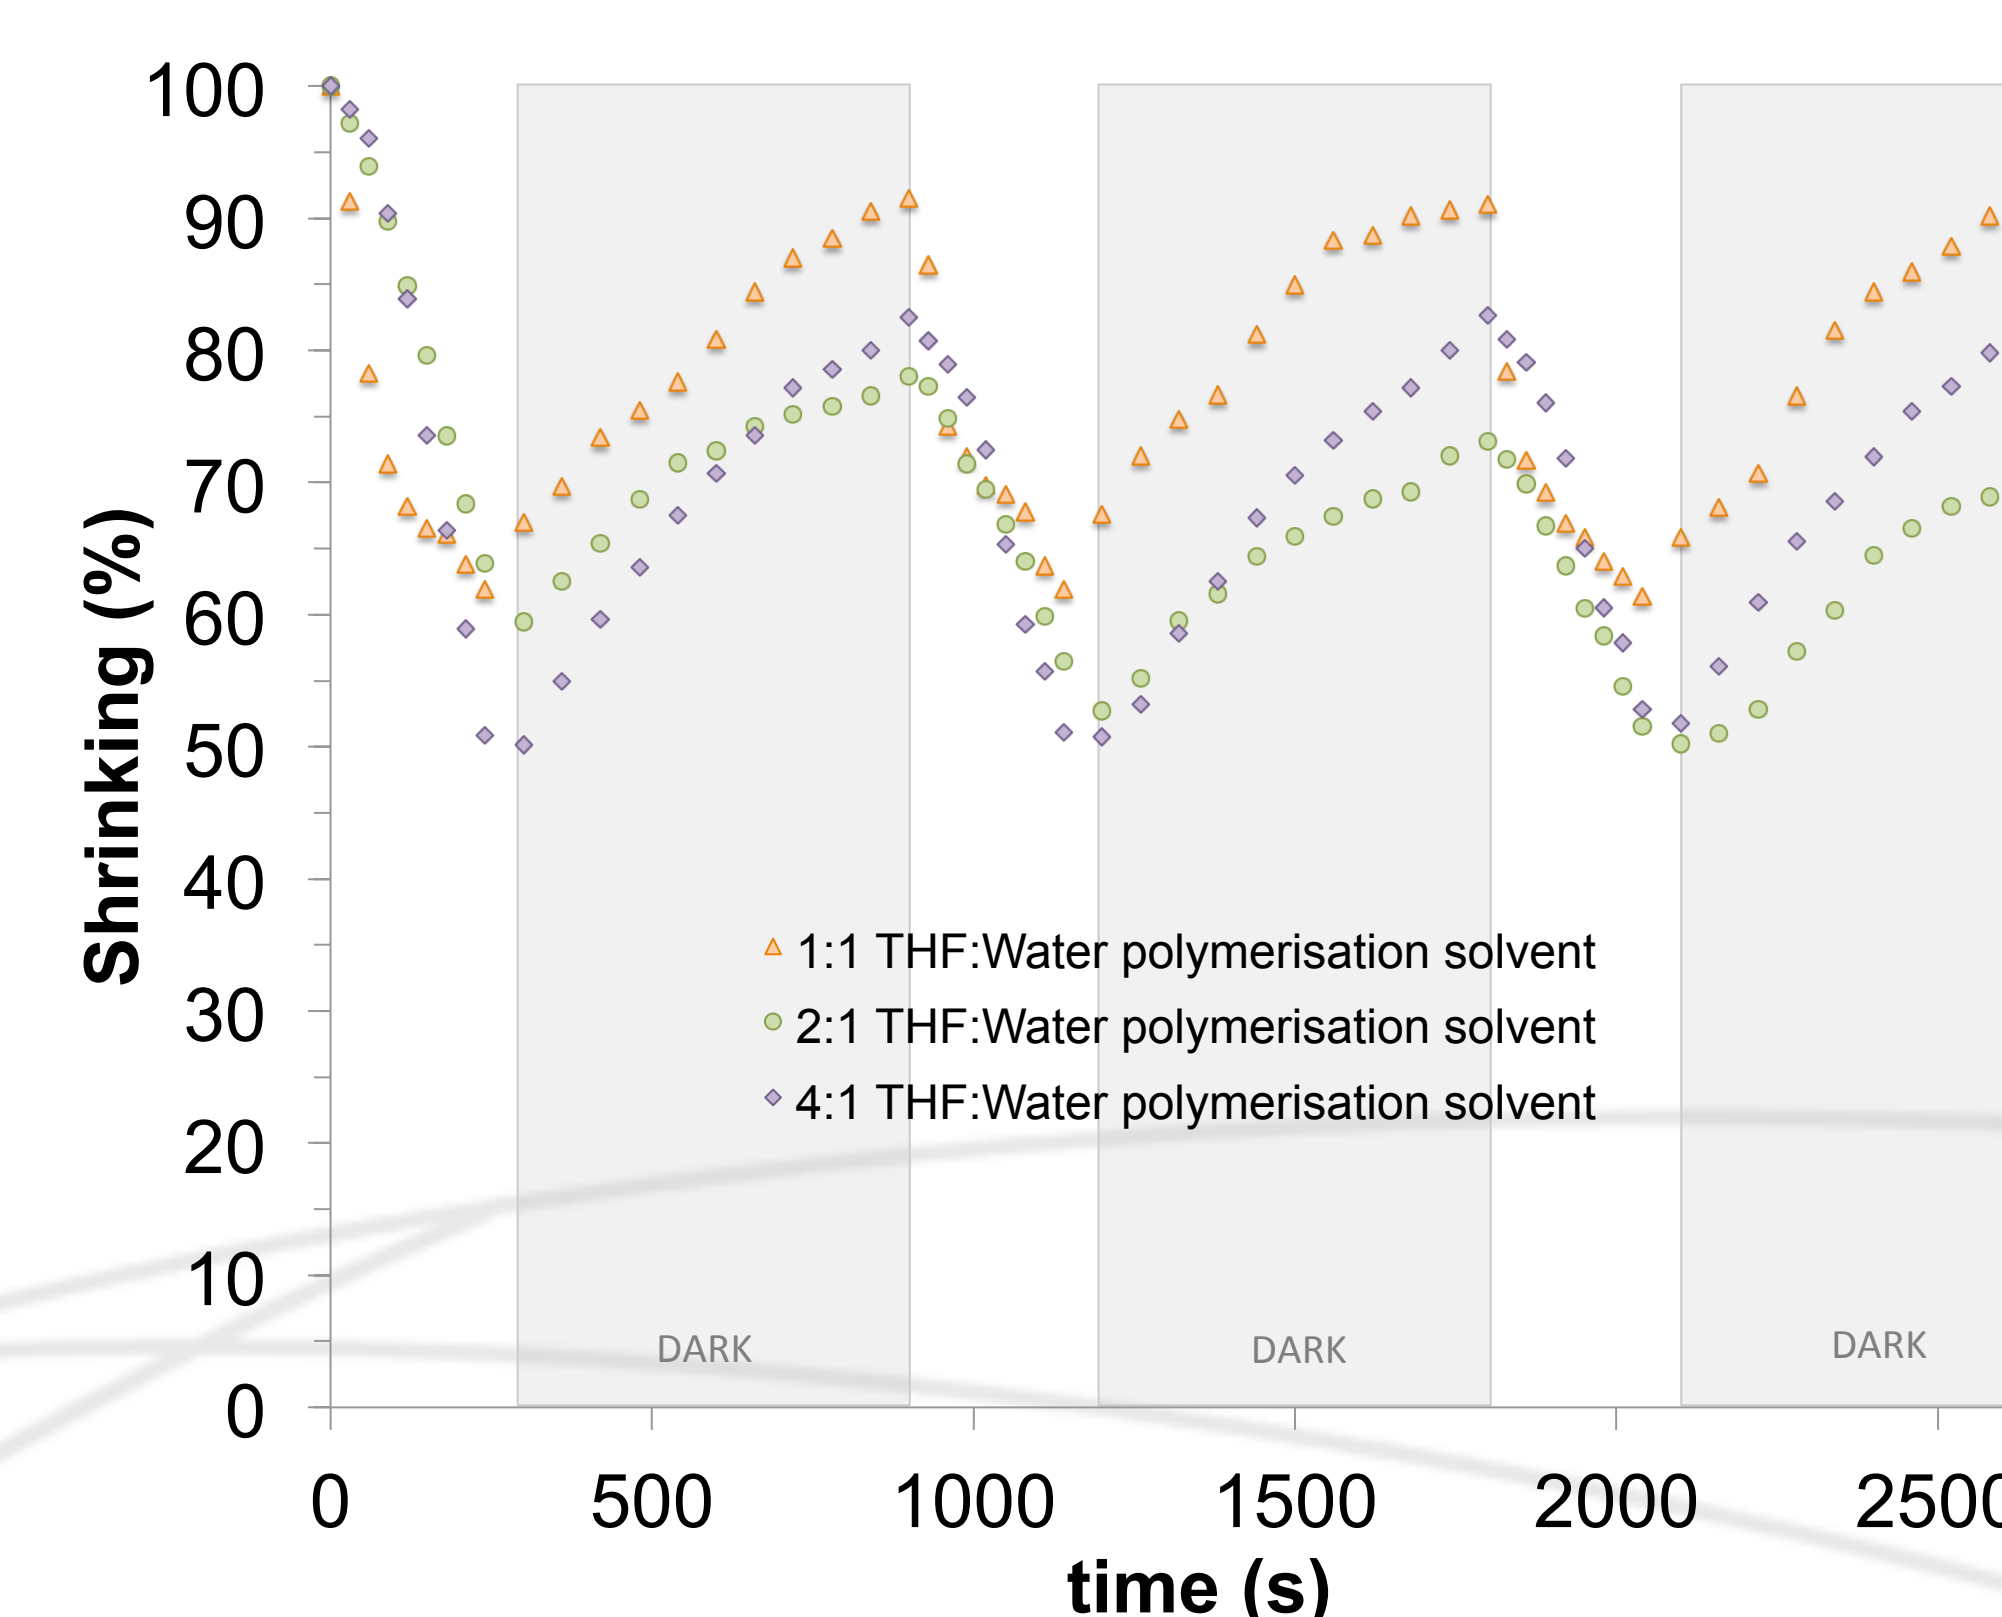 100
90
80
70
60
50
40
30
20
10
0
Shrinking (%)
1:1 THF:Water polymerisation solvent
2:1 THF:Water polymerisation solvent
4:1 THF:Water polymerisation solvent
DARK DARK DARK
0 500 1000 1500 2000 2500
time (s)